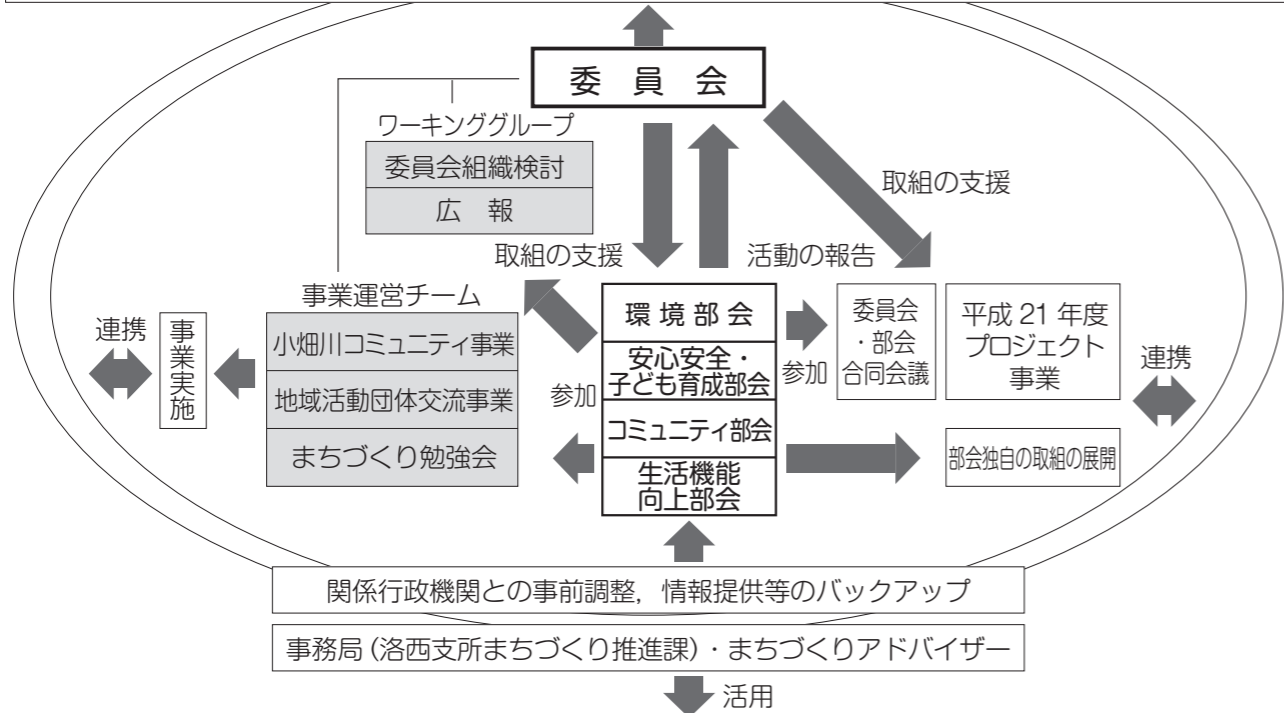 委 員 会
ワーキンググループ
委員会組織検討
広 報
取組の支援
取組の支援
活動の報告
事業運営チーム
小畑川コミュニティ事業
地域活動団体交流事業
まちづくり勉強会
連携
事業実施
参加
環 境 部 会
安心安全・
子ども育成部会
コミュニティ部会
生活機能
向上部会
参加
委員会
・部会
合同会議
平成 21 年度
プロジェクト
事業
連携
部会独自の取組の展開
関係行政機関との事前調整，情報提供等のバックアップ
事務局（洛西支所まちづくり推進課）・まちづくりアドバイザー
活用